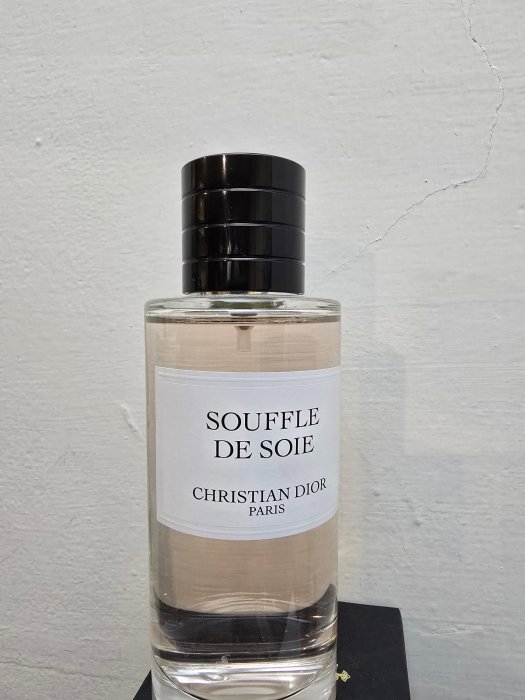 SOUFFLE
DE SOIE
CHRISTIAN DIOR
PARIS